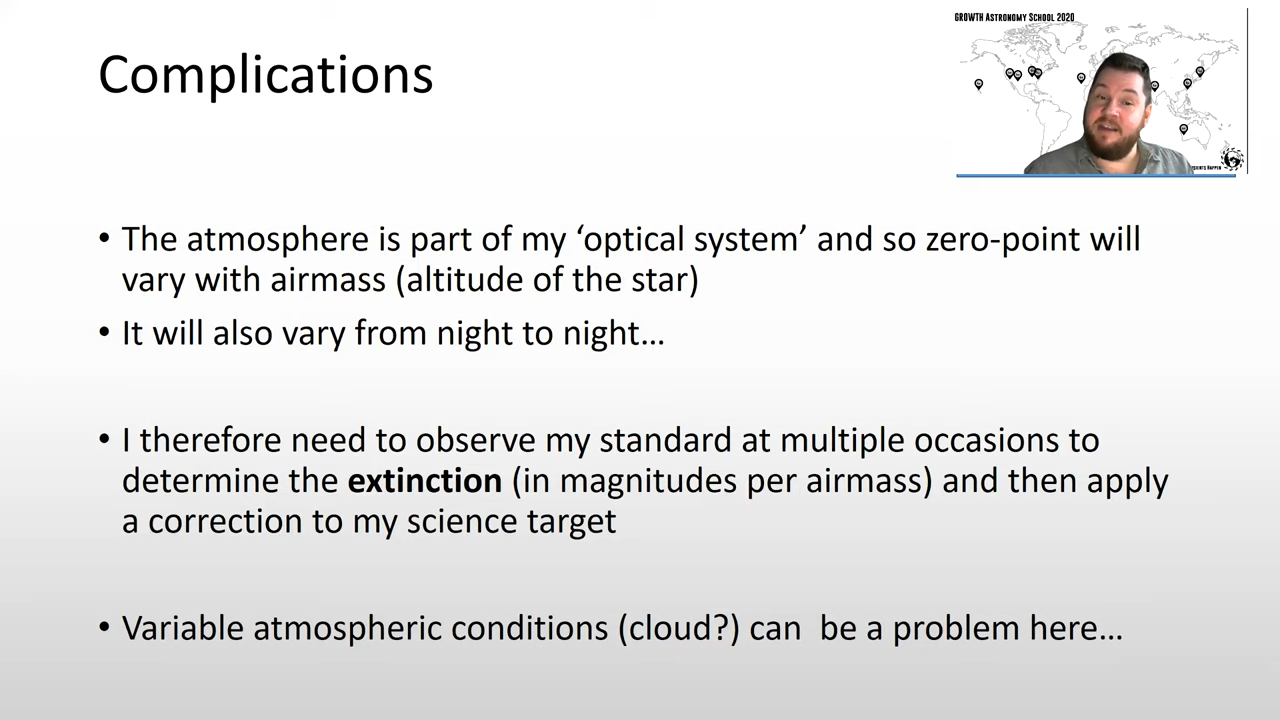 GROWTH ASTRONOMY SCHOOL 2020
Complications
• The atmosphere is part of my ‘optical system’ and so zero-point will
vary with airmass (altitude of the star)
• It will also vary from night to night…
• I therefore need to observe my standard at multiple occasions to
determine the extinction (in magnitudes per airmass) and then apply
a correction to my science target
• Variable atmospheric conditions (cloud?) can be a problem here…
HAPPEN